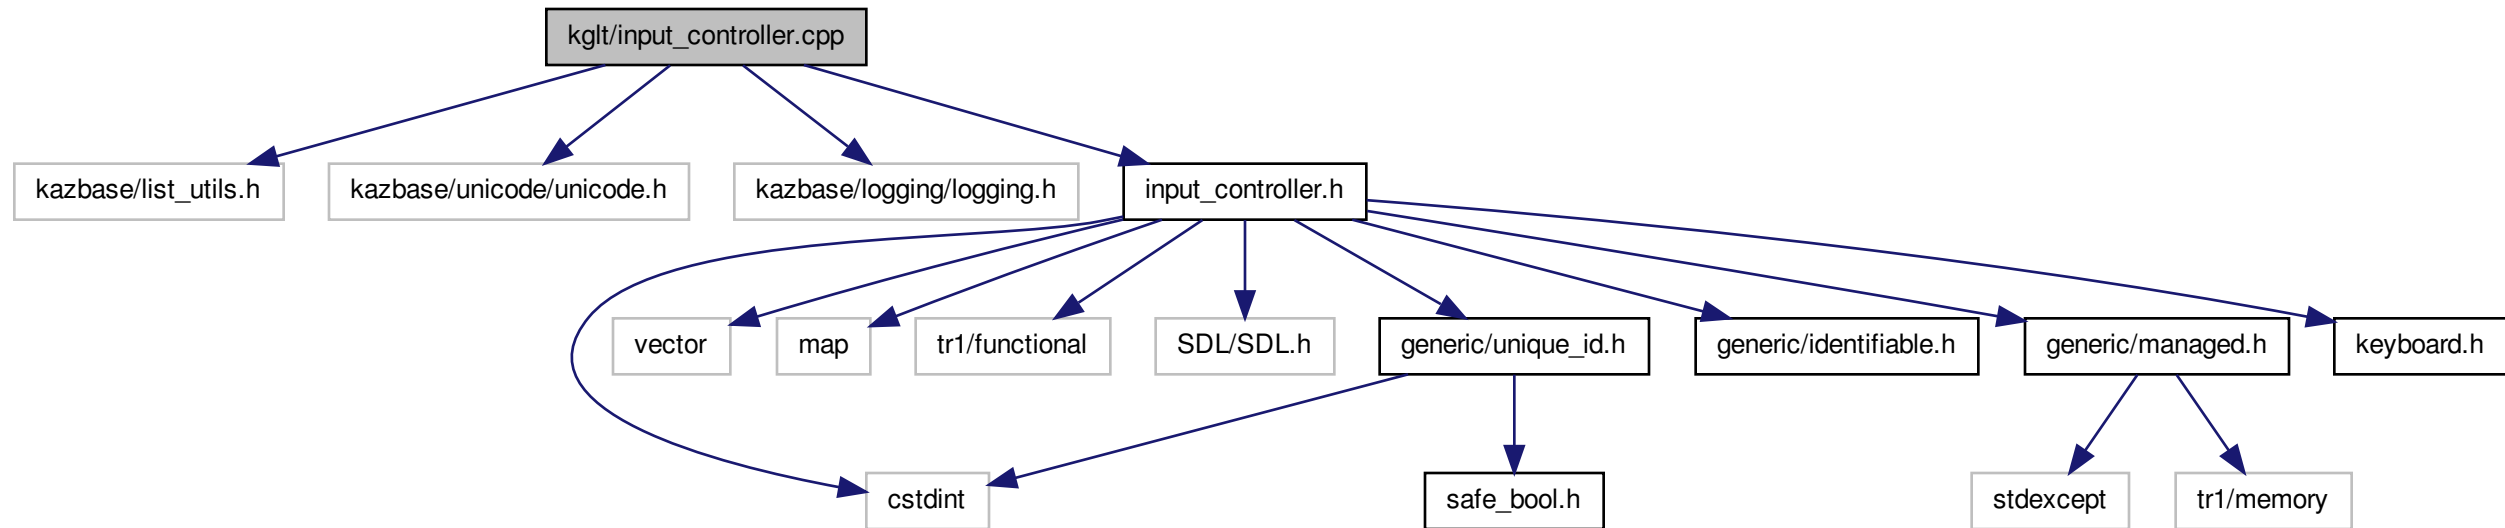 kglt/input_controller.cpp
kazbase/list_utils.h
kazbase/unicode/unicode.h
kazbase/logging/logging.h
input_controller.h
vector
map
tr1/functional
SDL/SDL.h
generic/unique_id.h
generic/identifiable.h
generic/managed.h
keyboard.h
cstdint
safe_bool.h
stdexcept
tr1/memory